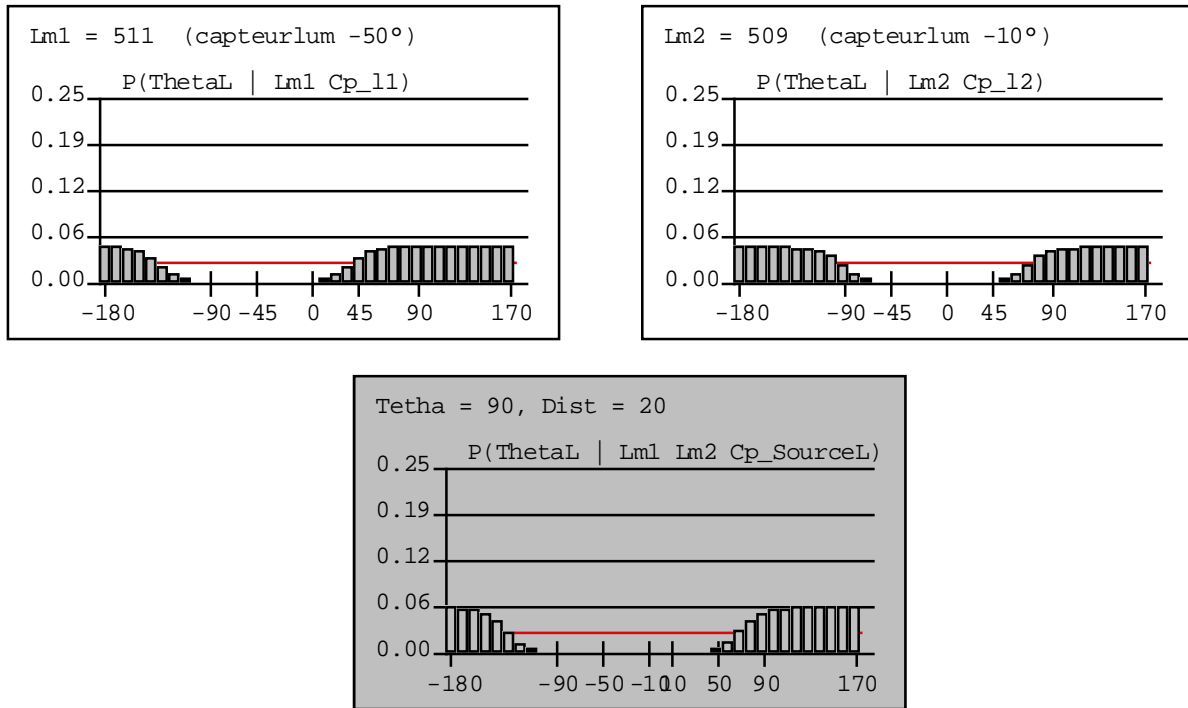 Lm1 = 511 (capteurlum -50°)
P(ThetaL | Lm1 Cp_l1)
0.25
0.19
0.12
0.06
0.00
-180 -90 -45 0 45 90 170
Lm2 = 509 (capteurlum -10°)
P(ThetaL | Lm2 Cp_l2)
0.25
0.19
0.12
0.06
0.00
-180 -90 -45 0 45 90 170
Tetha = 90, Dist = 20
P(ThetaL | Lm1 Lm2 Cp_SourceL)
0.25
0.19
0.12
0.06
0.00
-180 -90 -50 -10 10 50 90 170